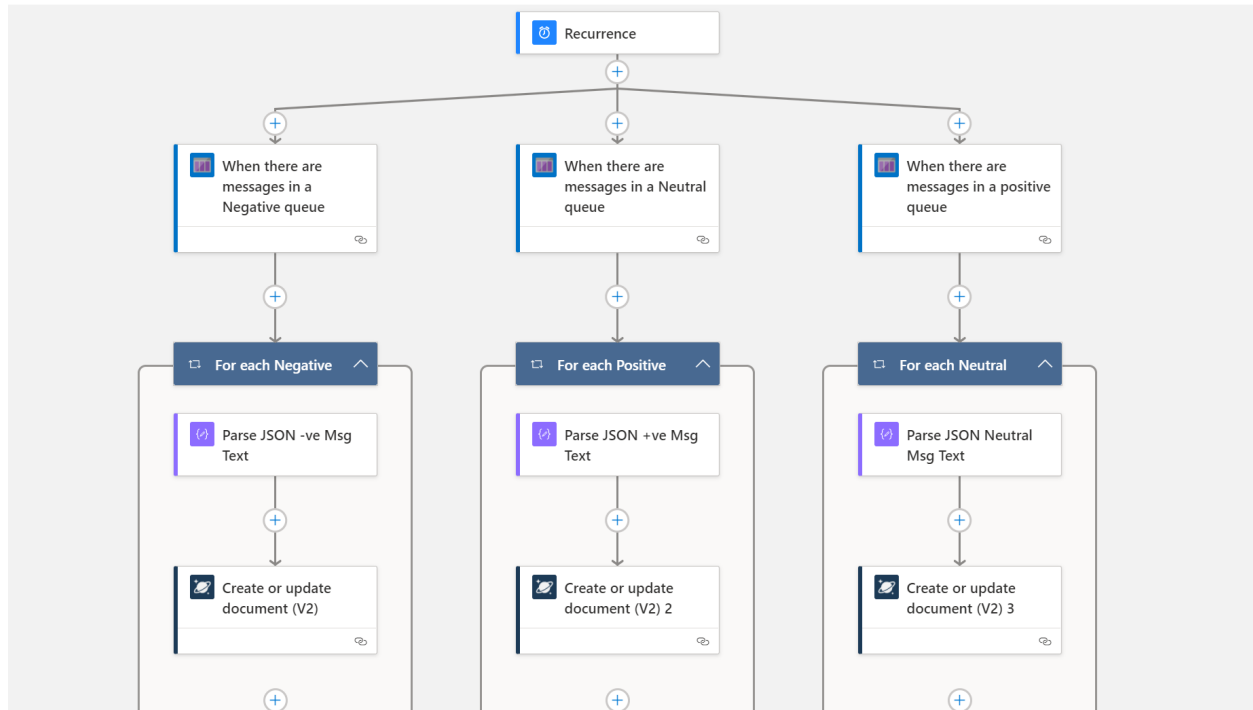 Recurrence
When there are
messages in a
Negative queue
When there are
messages in a Neutral
queue
When there are
messages in a positive
queue
For each Negative
For each Positive
For each Neutral
Parse JSON -ve Msg
Text
Parse JSON +ve Msg
Text
Parse JSON Neutral
Msg Text
Create or update
document (V2)
Create or update
document (V2) 2
Create or update
document (V2) 3